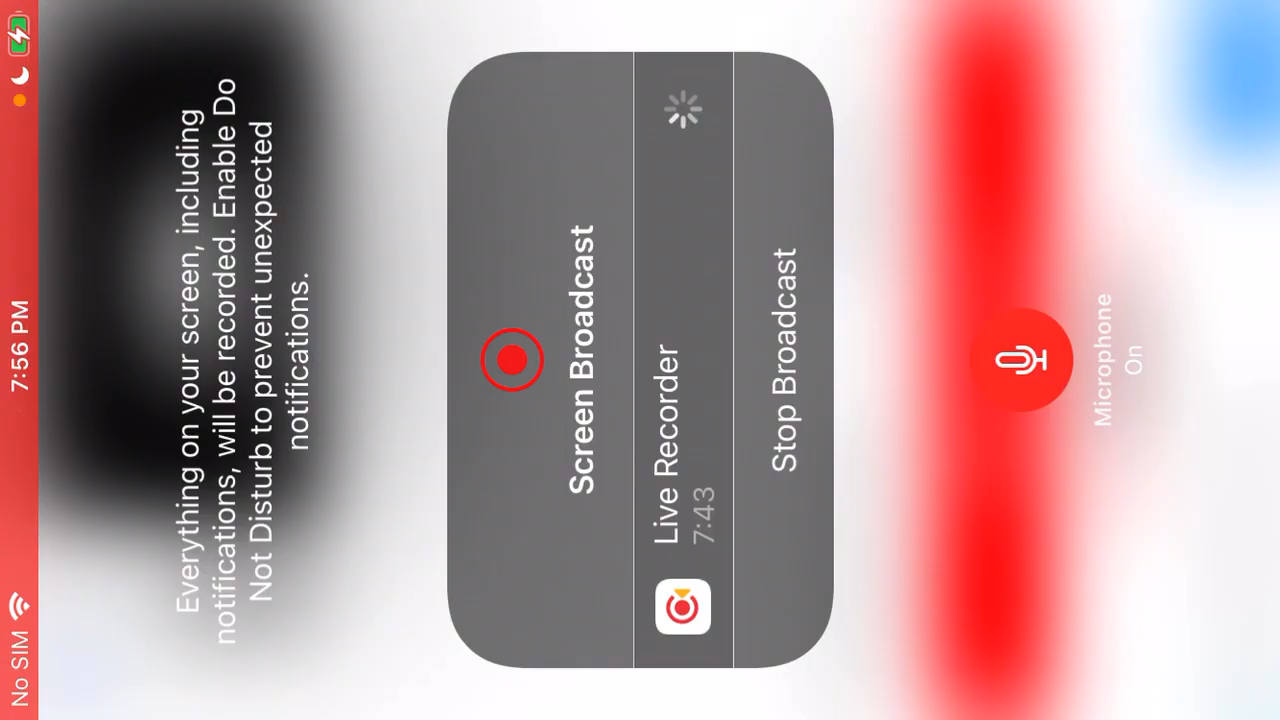 No SIM 7:56 PM
Everything on your screen, including
notifications, will be recorded. Enable Do
Not Disturb to prevent unexpected
notifications.
Screen Broadcast
Live Recorder
7:43
Stop Broadcast
Microphone
On